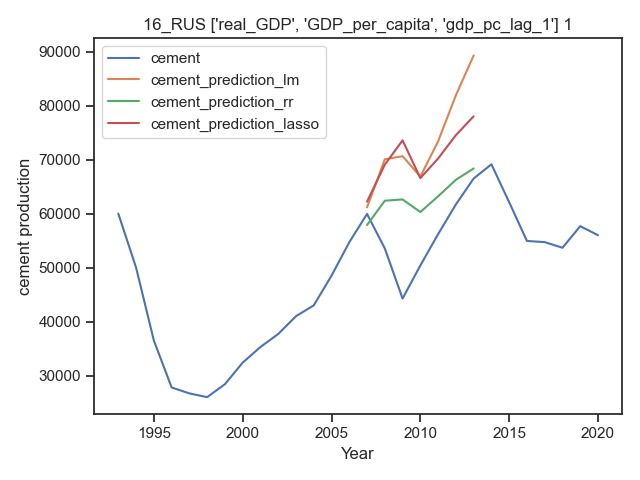 16_RUS ['real_GDP', 'GDP_per_capita', 'gdp_pc_lag_1'] 1
cement
cement_prediction_lm
cement_prediction_rr
cement_prediction_lasso
90000
80000
70000
60000
50000
40000
30000
cement production
1995
2000
2005
2010
2015
2020
Year